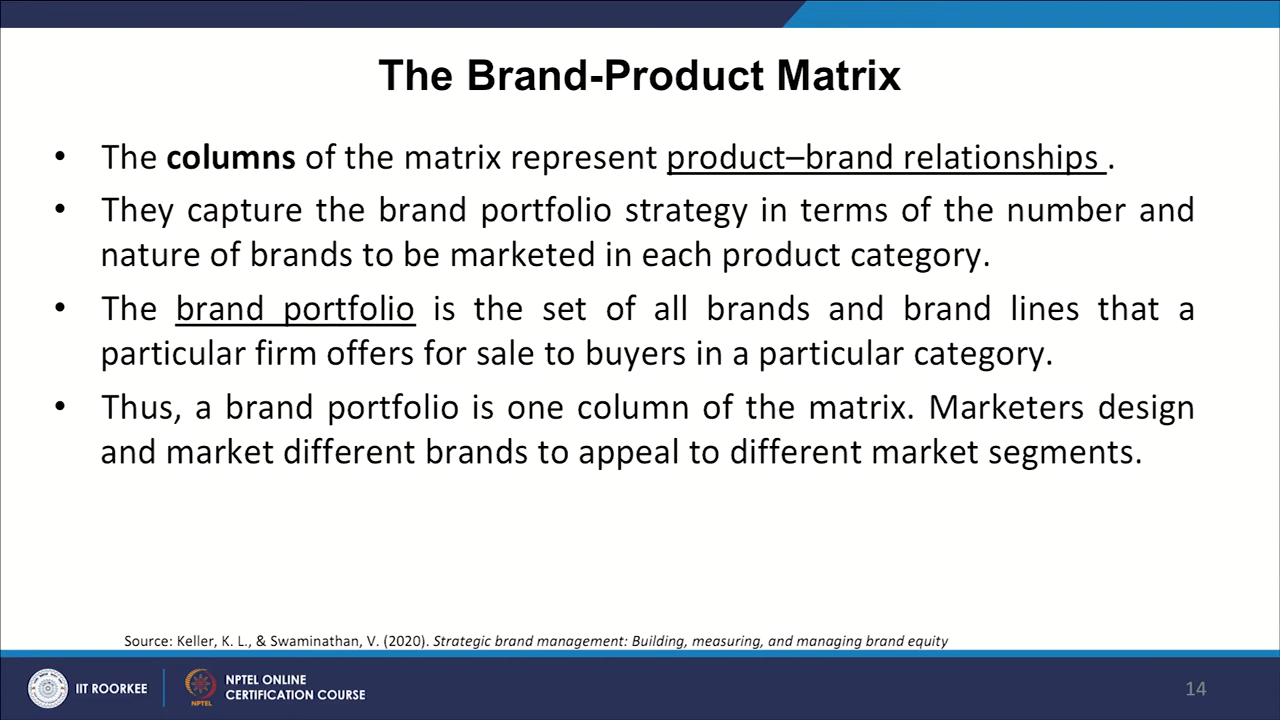 The Brand-Product Matrix
• The columns of the matrix represent product–brand relationships .
• They capture the brand portfolio strategy in terms of the number and
nature of brands to be marketed in each product category.
• The brand portfolio is the set of all brands and brand lines that a
particular firm offers for sale to buyers in a particular category.
• Thus, a brand portfolio is one column of the matrix. Marketers design
and market different brands to appeal to different market segments.
Source: Keller, K. L., & Swaminathan, V. (2020). Strategic brand management: Building, measuring, and managing brand equity
IIT ROORKEE
NPTEL
NPTEL ONLINE
CERTIFICATION COURSE
14